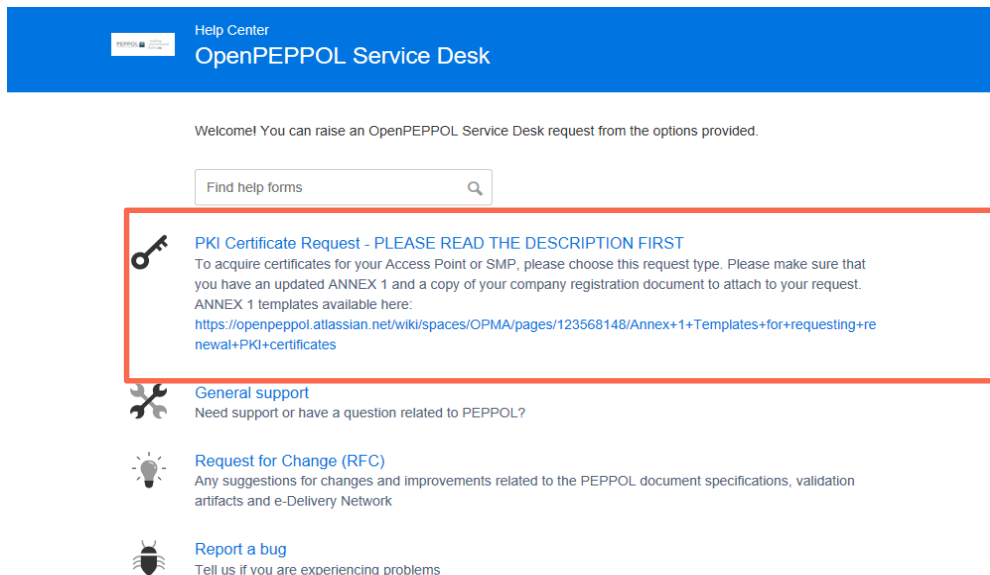 Help Center
PEPPOL
OpenPEPPOL Service Desk
Welcome! You can raise an OpenPEPPOL Service Desk request from the options provided.
Find help forms
PKI Certificate Request - PLEASE READ THE DESCRIPTION FIRST
To acquire certificates for your Access Point or SMP, please choose this request type. Please make sure that
you have an updated ANNEX 1 and a copy of your company registration document to attach to your request.
ANNEX 1 templates available here:
https://openpeppol.atlassian.net/wiki/spaces/OPMA/pages/123568148/Annex+1+Templates+for+requesting+re
newal+PKI+certificates
General support
Need support or have a question related to PEPPOL?
Request for Change (RFC)
Any suggestions for changes and improvements related to the PEPPOL document specifications, validation
artifacts and e-Delivery Network
Report a bug
Tell us if you are experiencing problems